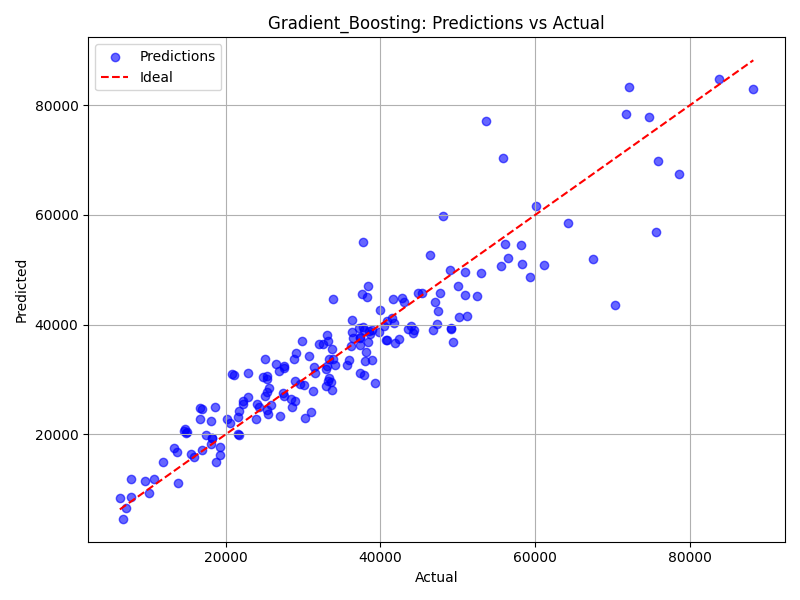 Gradient_Boosting: Predictions vs Actual
Predictions
Ideal
80000
60000
40000
20000
Predicted
20000 40000 60000 80000
Actual